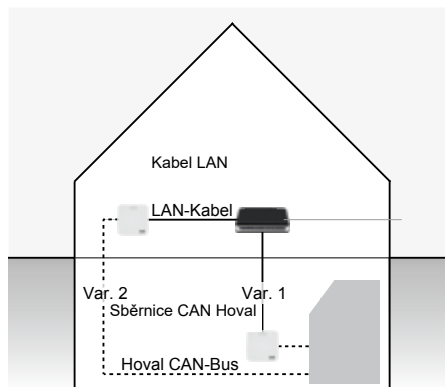 Kabel LAN
LAN-Kabel
Var. 2
Var. 1
Sběrnice CAN Hoval
Hoval CAN-Bus